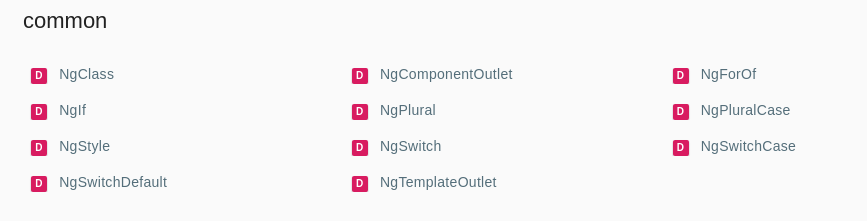 common
D NgClass D NgComponentOutlet D NgForOf
D NgIf D NgPlural D NgPluralCase
D NgStyle D NgSwitch D NgSwitchCase
D NgSwitchDefault D NgTemplateOutlet